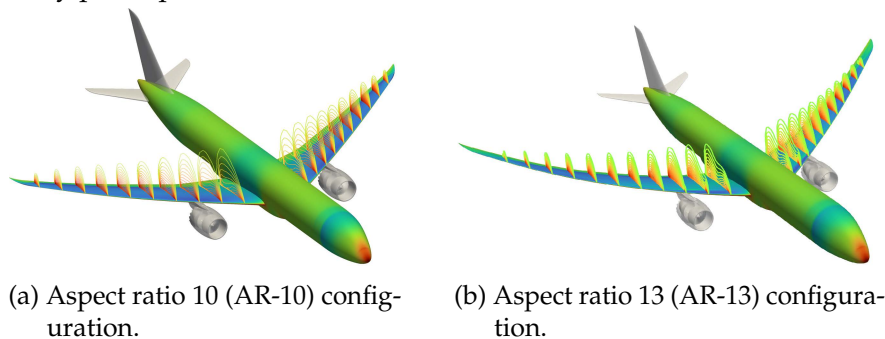 (a) Aspect ratio 10 (AR-10) config-
uration.
(b) Aspect ratio 13 (AR-13) configura-
tion.